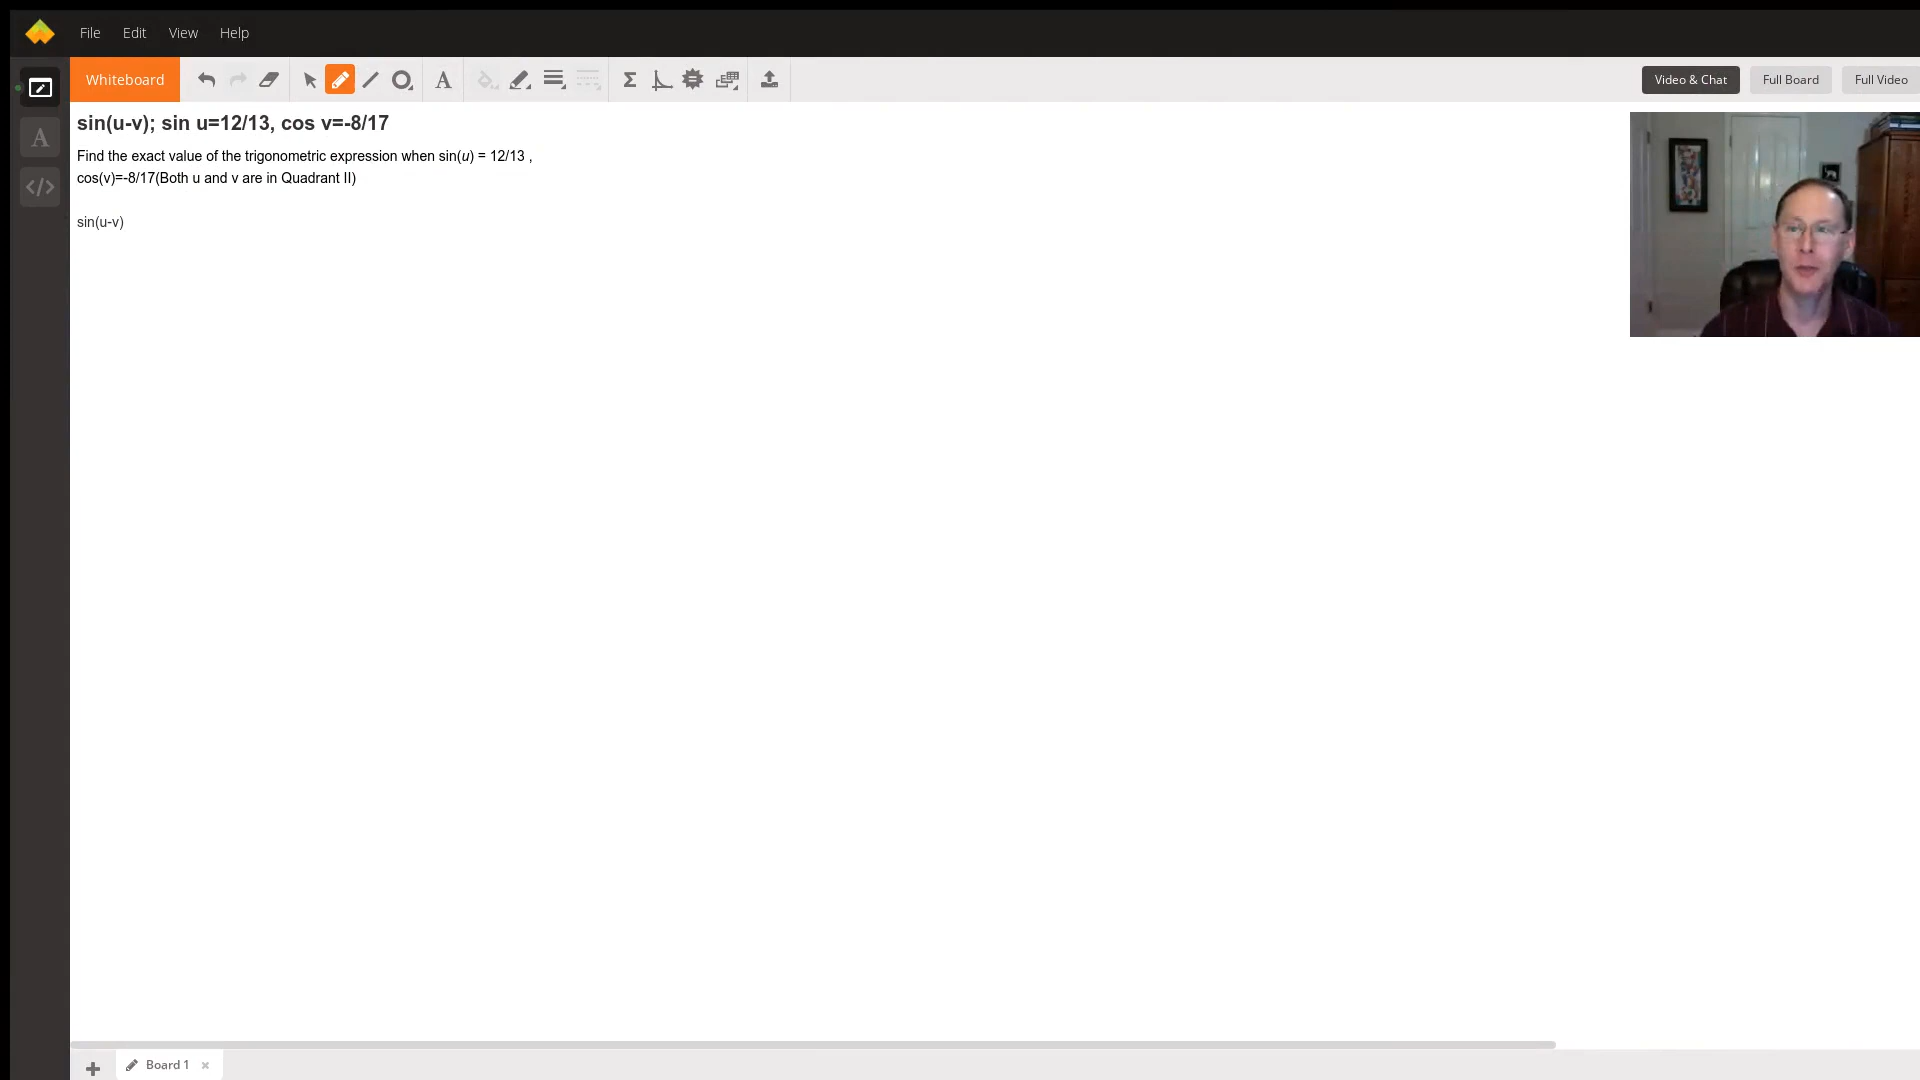 File Edit View Help
Whiteboard
Video & Chat Full Board Full Video
sin(u-v); sin u=12/13, cos v=-8/17
Find the exact value of the trigonometric expression when sin(u) = 12/13 ,
cos(v)=-8/17(Both u and v are in Quadrant II)
sin(u-v)
Board 1